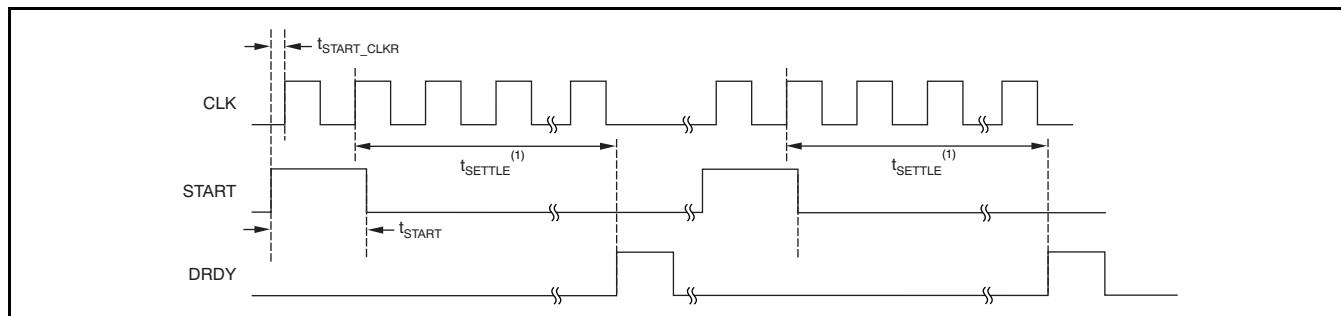 tSTART_CLKR
CLK
tSETTLE(1)
tSETTLE(1)
START
tSTART
DRDY